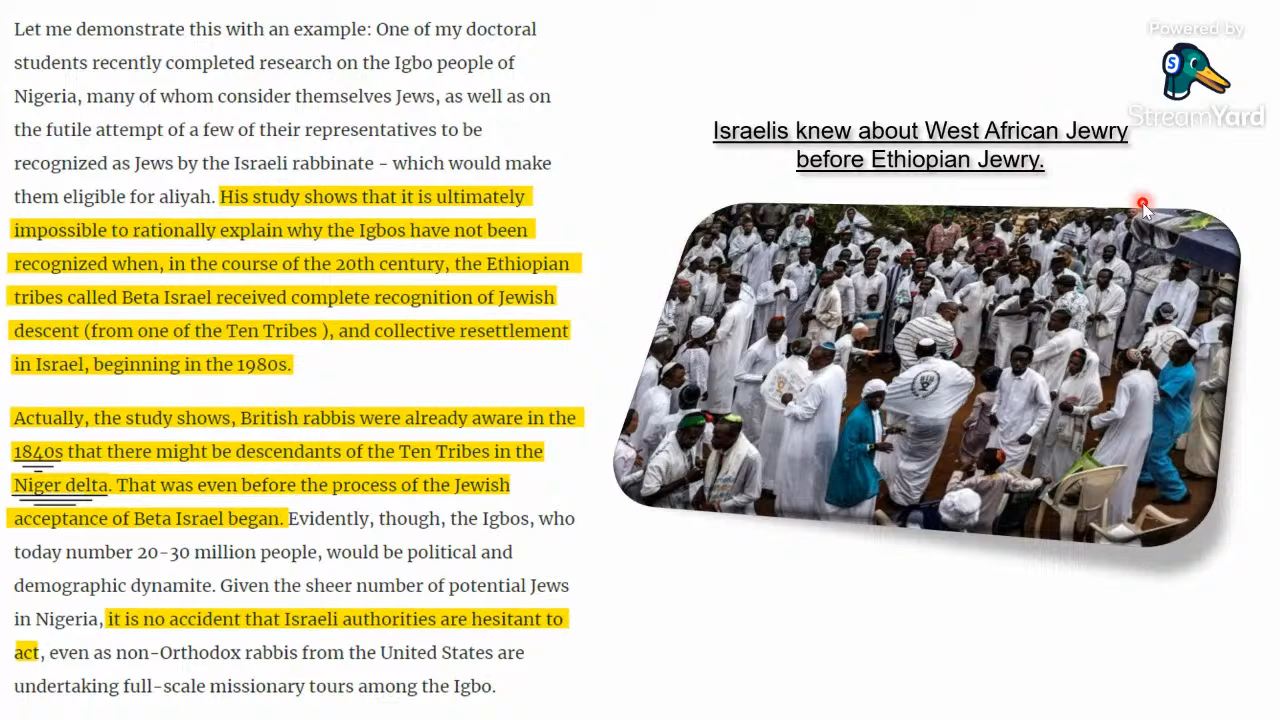 Let me demonstrate this with an example: One of my doctoral
students recently completed research on the Igbo people of
Nigeria, many of whom consider themselves Jews, as well as on
the futile attempt of a few of their representatives to be
recognized as Jews by the Israeli rabbinate - which would make
them eligible for aliyah. His study shows that it is ultimately
impossible to rationally explain why the Igbos have not been
recognized when, in the course of the 20th century, the Ethiopian
tribes called Beta Israel received complete recognition of Jewish
descent (from one of the Ten Tribes ), and collective resettlement
in Israel, beginning in the 1980s.
Actually, the study shows, British rabbis were already aware in the
1840s that there might be descendants of the Ten Tribes in the
Niger delta. That was even before the process of the Jewish
acceptance of Beta Israel began. Evidently, though, the Igbos, who
today number 20-30 million people, would be political and
demographic dynamite. Given the sheer number of potential Jews
in Nigeria, it is no accident that Israeli authorities are hesitant to
act, even as non-Orthodox rabbis from the United States are
undertaking full-scale missionary tours among the Igbo.
Powered by
S
StreamYard
Israelis knew about West African Jewry
before Ethiopian Jewry.